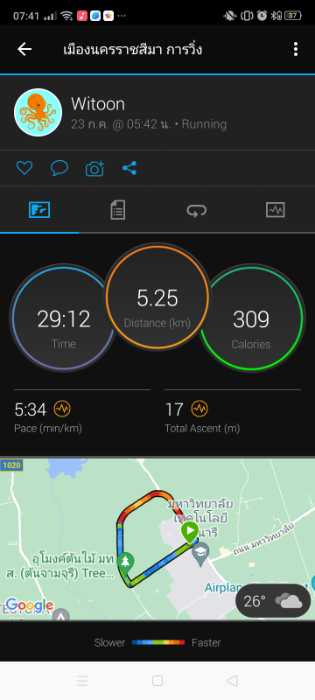 07:41
87
เมืองนครราชสีมา การวิ่ง
Witoon
23 ก.ค. @ 05:42 น. • Running
29:12
Time
5.25
Distance (km)
309
Calories
5:34
Pace (min/km)
17
Total Ascent (m)
1020
มหาวิทยาลัย
เทคโนโลยี
นารี
ถนน มหาวิทยาลัย
อุโมงค์ต้นไม้ มท
ส. (ต้นจามจุรี) Tree...
Airplane
Google
26°
Slower
Faster